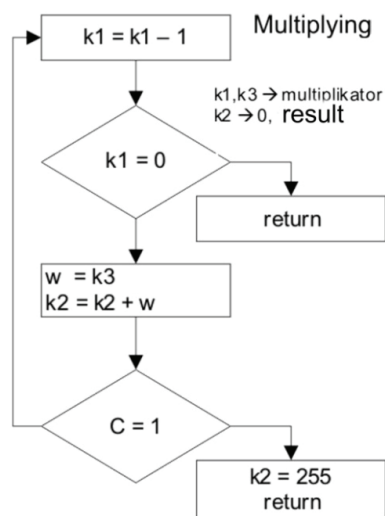 Multiplying
k1 = k1 – 1
k1,k3 → multiplikator
k2 → 0, result
k1 = 0
return
w = k3
k2 = k2 + w
C = 1
k2 = 255
return